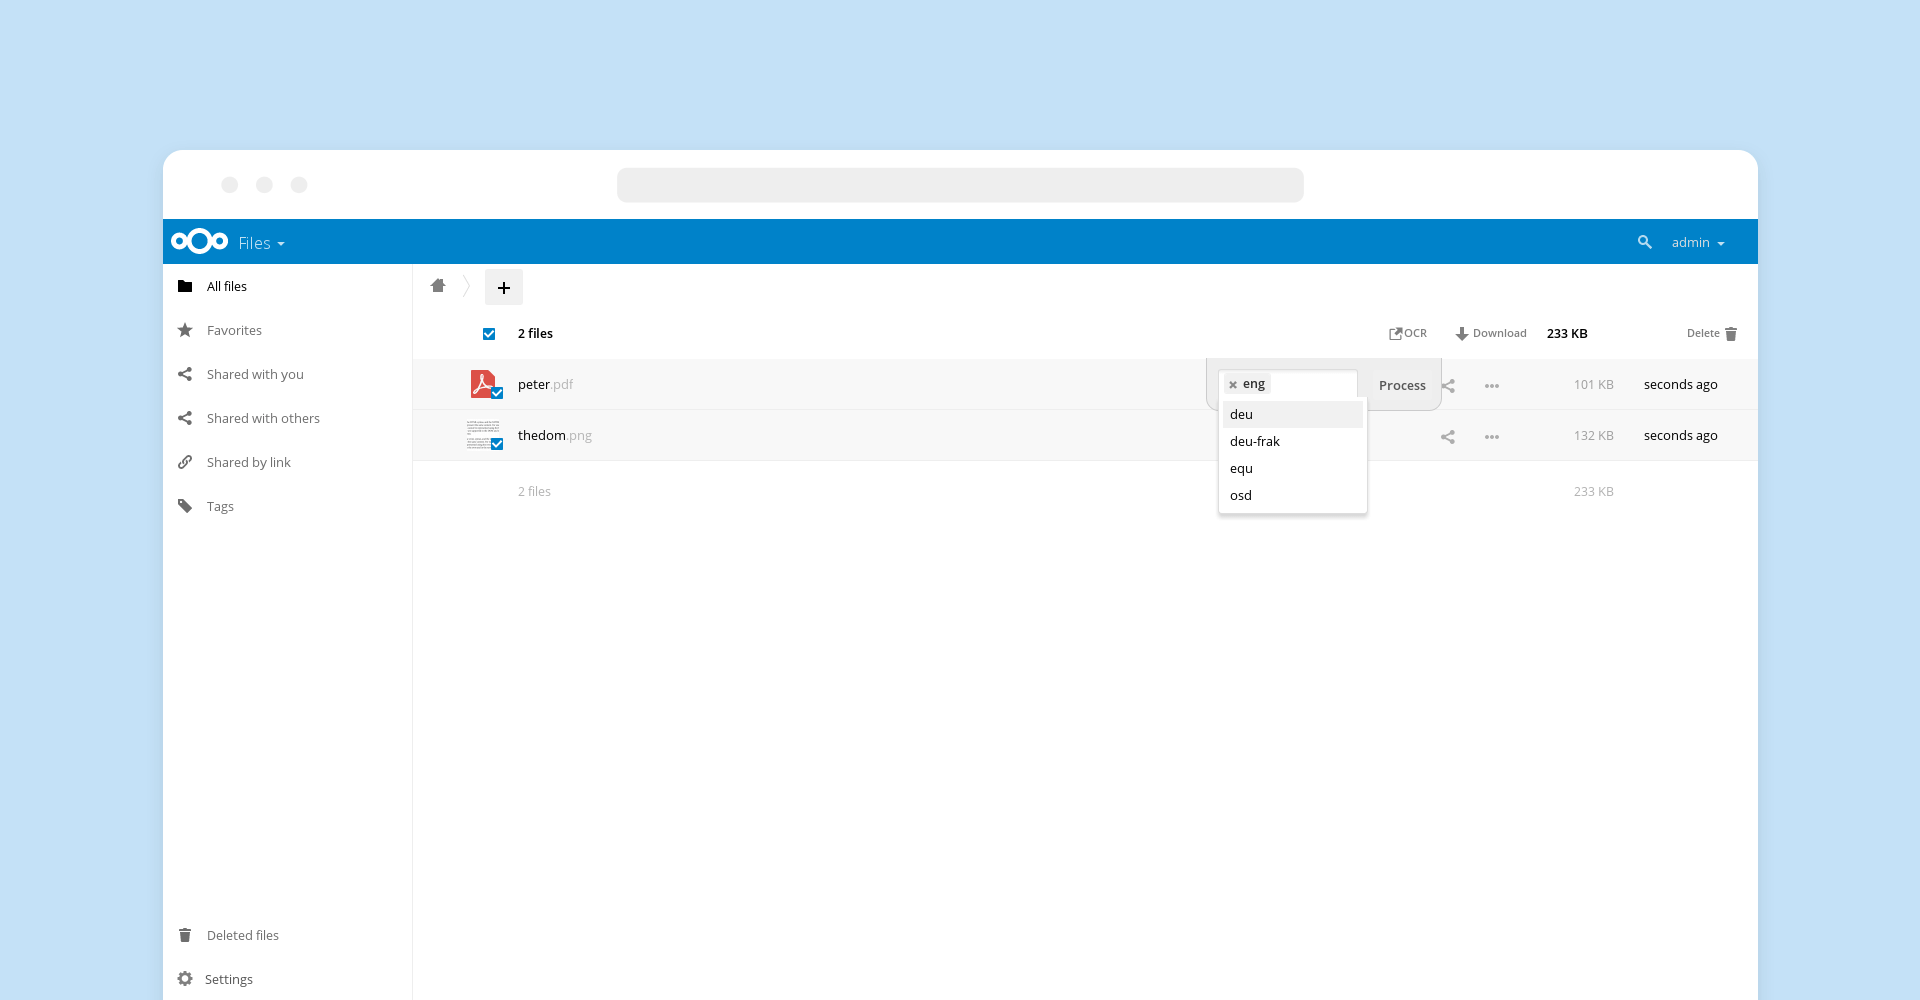 Files
admin
All files
Favorites
Shared with you
Shared with others
Shared by link
Tags
Deleted files
Settings
2 files
OCR
Download
233 KB
Delete
peter.pdf
eng
Process
101 KB
seconds ago
deu
deu-frak
equ
osd
thedom.png
132 KB
seconds ago
2 files
233 KB